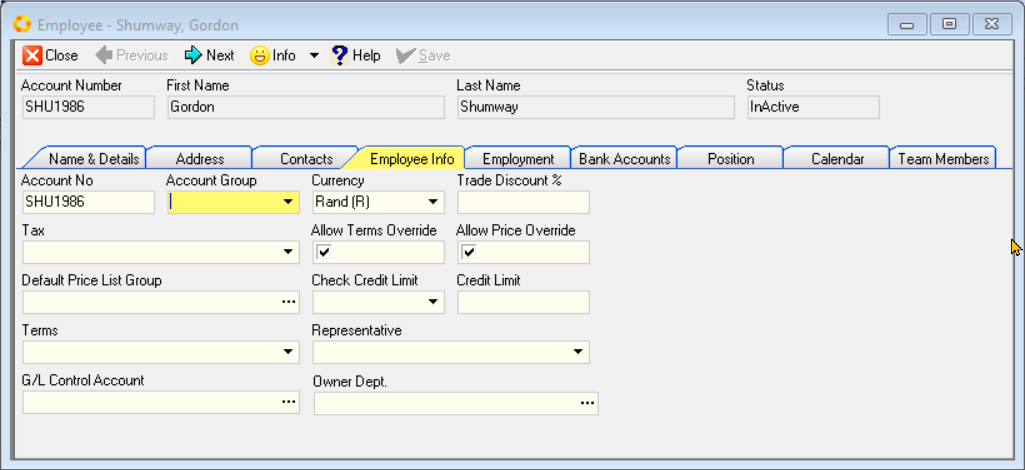 Employee - Shumway, Gordon
Close Previous Next Info Help Save
Account Number First Name Last Name Status
SHU1986 Gordon Shumway InActive
Name & Details Address Contacts Employee Info Employment Bank Accounts Position Calendar Team Members
Account No Account Group Currency Trade Discount %
SHU1986 Rand (R)
Tax Allow Terms Override Allow Price Override
Default Price List Group Check Credit Limit Credit Limit
...
Terms Representative
G/L Control Account Owner Dept.
... ...